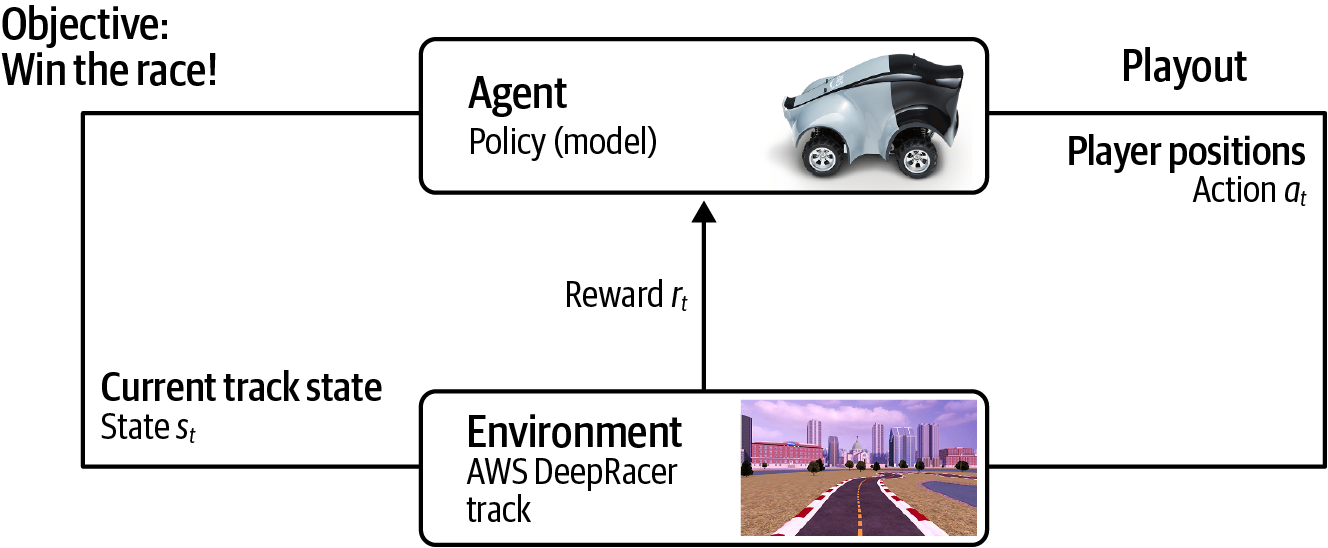 Objective:
Win the race!
Agent
Policy (model)
Playout
Player positions
Action aₜ
Reward rₜ
Current track state
State sₜ
Environment
AWS DeepRacer
track